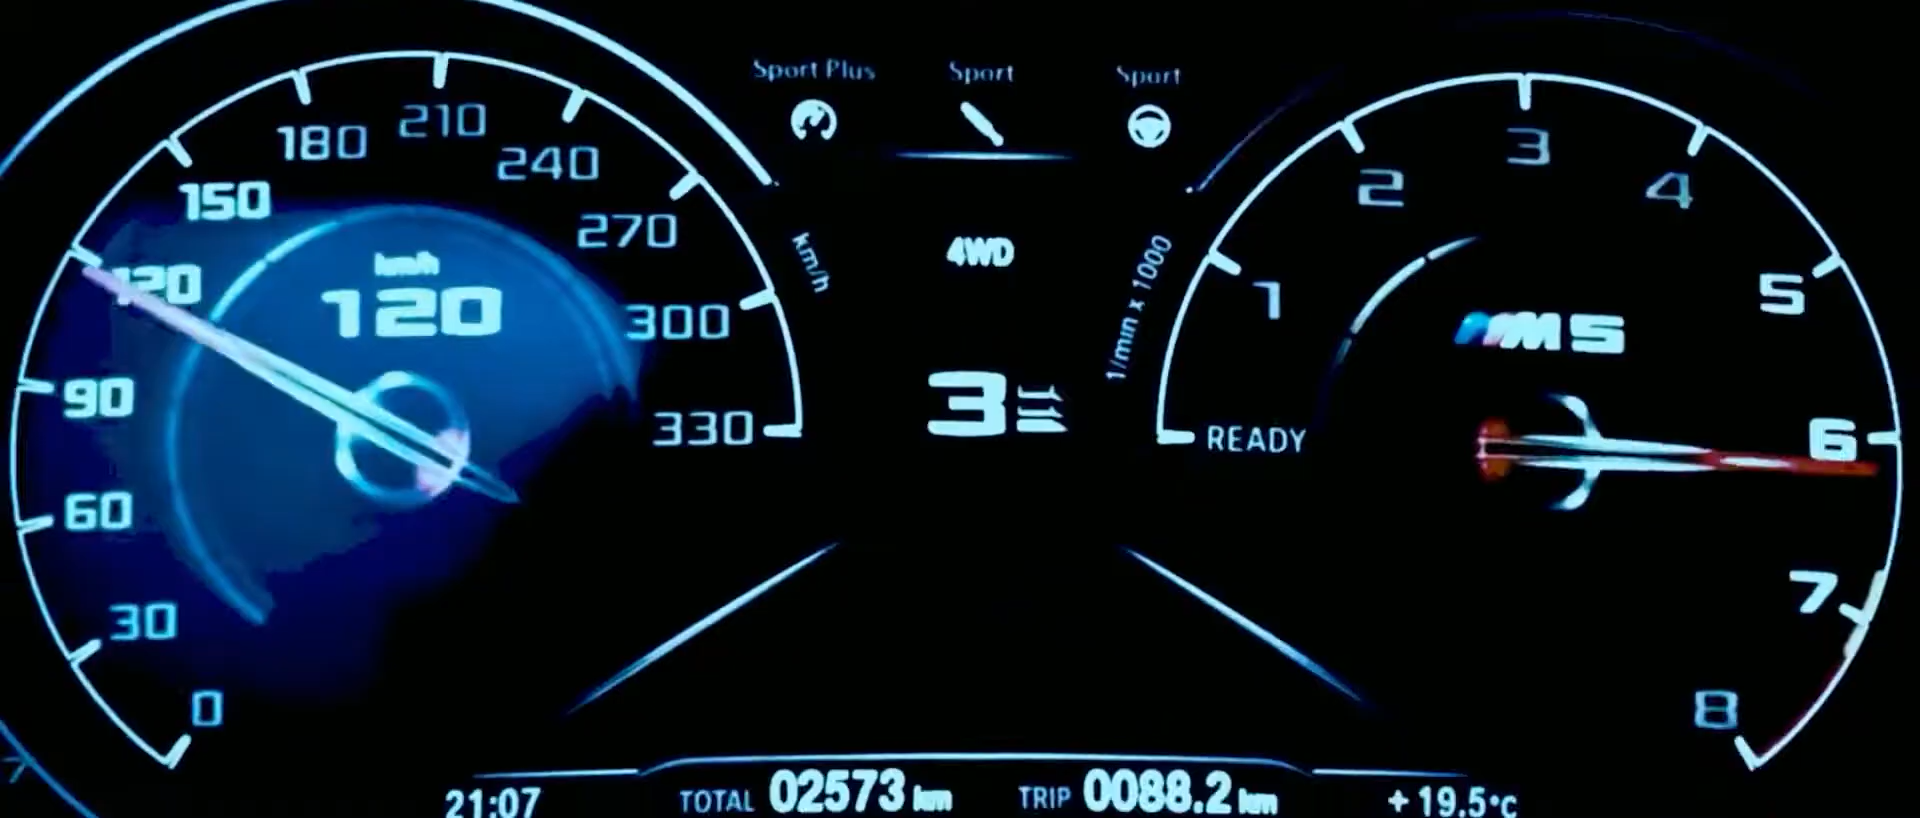 Sport Plus
Sport
Sport
0
30
60
90
120
150
180
210
240
270
300
330
km/h
km/h
120
4WD
3
1/min x 1000
READY
1
2
3
4
5
6
7
8
M5
21:07
TOTAL 02573 km
TRIP 0088.2 km
+19.5°C